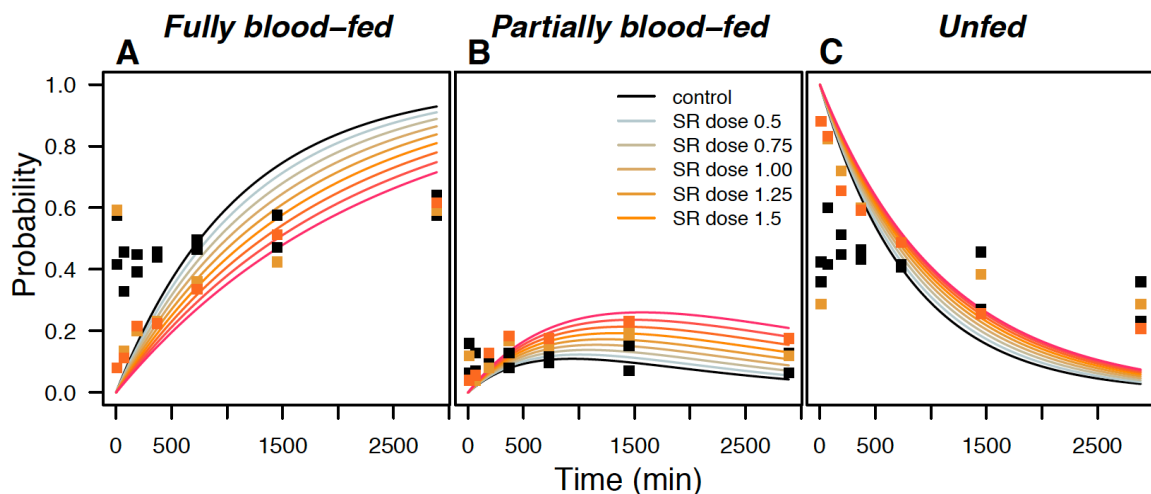 Fully blood–fed Partially blood–fed Unfed
A B C
Probability
1.0
0.8
0.6
0.4
0.2
0.0
control
SR dose 0.5
SR dose 0.75
SR dose 1.00
SR dose 1.25
SR dose 1.5
0 500 1500 2500 0 500 1500 2500 0 500 1500 2500
Time (min)